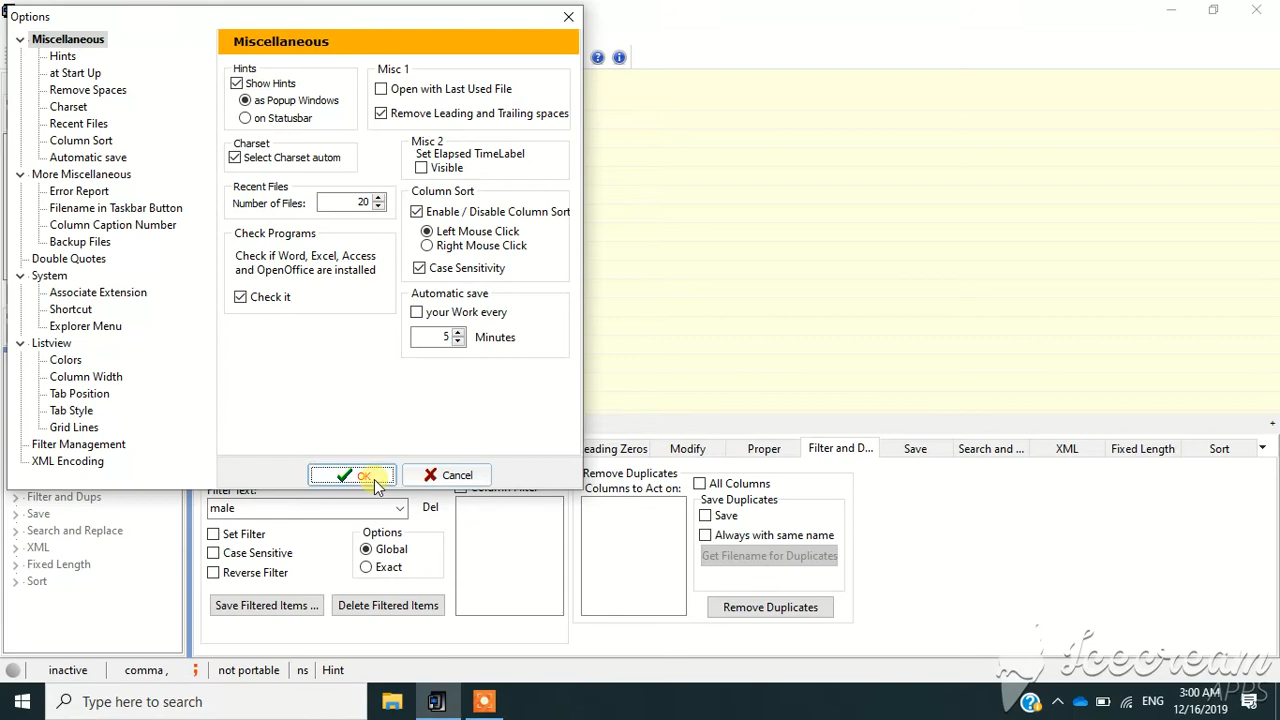 Options
Miscellaneous
Hints
at Start Up
Remove Spaces
Charset
Recent Files
Column Sort
Automatic save
More Miscellaneous
Error Report
Filename in Taskbar Button
Column Caption Number
Backup Files
Double Quotes
System
Associate Extension
Shortcut
Explorer Menu
Listview
Colors
Column Width
Tab Position
Tab Style
Grid Lines
Filter Management
XML Encoding
Miscellaneous
Hints
Show Hints
as Popup Windows
on Statusbar
Charset
Select Charset autom
Recent Files
Number of Files: 20
Check Programs
Check if Word, Excel, Access
and OpenOffice are installed
Check it
Misc 1
Open with Last Used File
Remove Leading and Trailing spaces
Misc 2
Set Elapsed TimeLabel
Visible
Column Sort
Enable / Disable Column Sort
Left Mouse Click
Right Mouse Click
Case Sensitivity
Automatic save
your Work every
5 Minutes
OK
Cancel
eading Zeros Modify Proper Filter and D... Save Search and ... XML Fixed Length Sort
Filter and Dups
Save
Search and Replace
XML
Fixed Length
Sort
Filter Text:
male
Del
Set Filter
Case Sensitive
Reverse Filter
Options
Global
Exact
Save Filtered Items ...
Delete Filtered Items
Column Filter
Remove Duplicates
Columns to Act on:
All Columns
Save Duplicates
Save
Always with same name
Get Filename for Duplicates
Remove Duplicates
inactive comma , ; not portable ns Hint
Icecream
APPS
Type here to search
ENG
3:00 AM
12/16/2019